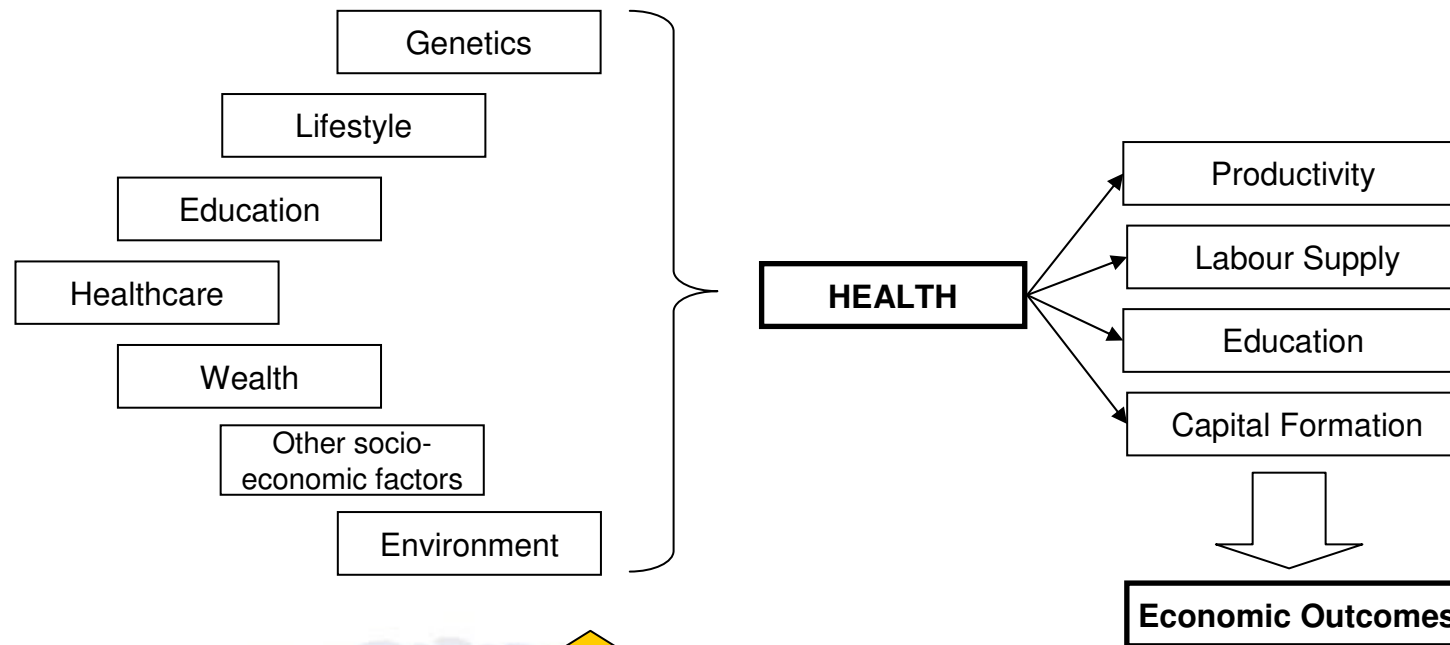 Genetics
Lifestyle
Education
Healthcare
Wealth
Other socio-
economic factors
Environment
HEALTH
Productivity
Labour Supply
Education
Capital Formation
Economic Outcomes